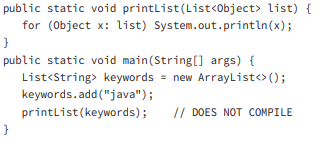 public static void printList(List<Object> list) {
   for (Object x: list) System.out.println(x);
}
public static void main(String[] args) {
   List<String> keywords = new ArrayList<>();
   keywords.add("java");
   printList(keywords);    // DOES NOT COMPILE
}